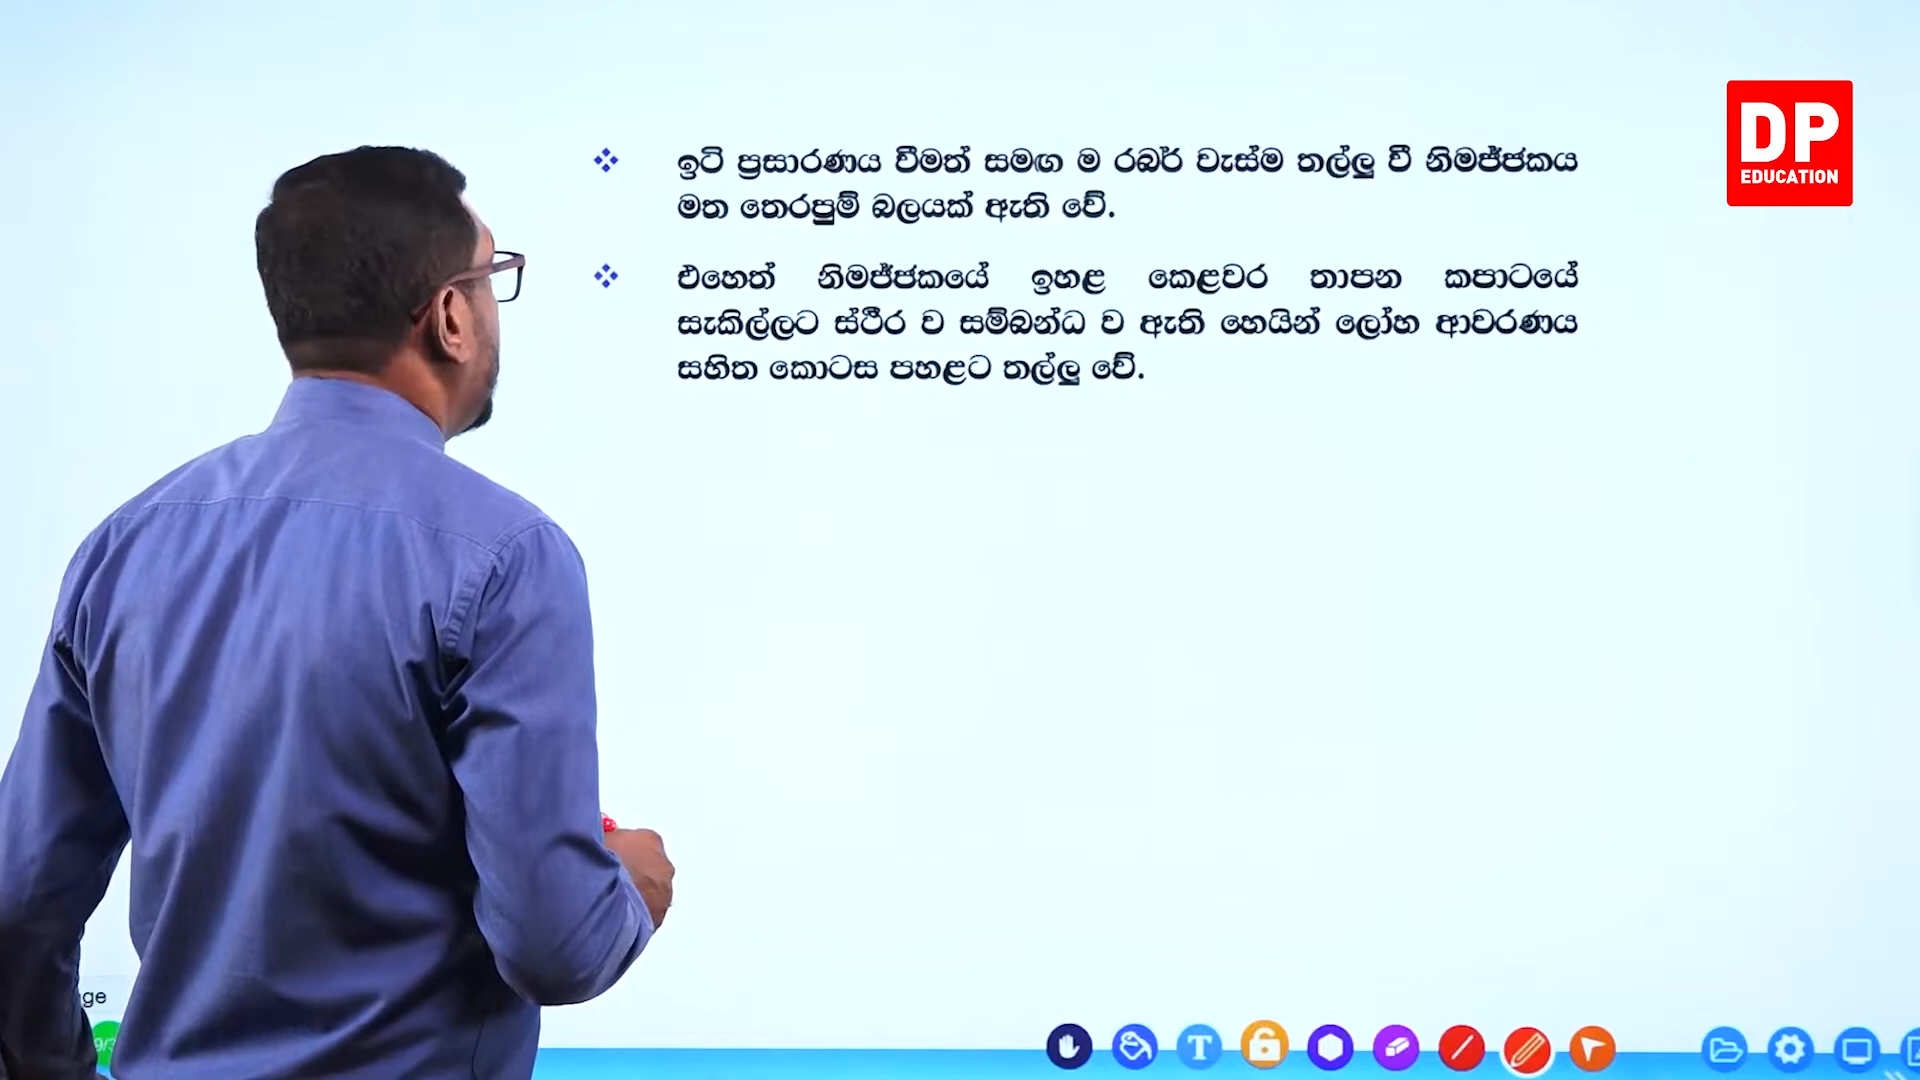 DP
EDUCATION
ඉටි ප්‍රසාරණය වීමත් සමඟ ම රබර් වැස්ම තල්ලු වී නිමජ්ජකය
මත තෙරපුම් බලයක් ඇති වේ.
එහෙත් නිමජ්ජකයේ ඉහළ කෙළවර තාපන කපාටයේ
සැකිල්ලට ස්ථීර ව සම්බන්ධ ව ඇති හෙයින් ලෝහ ආවරණය
සහිත කොටස පහළට තල්ලු වේ.
T